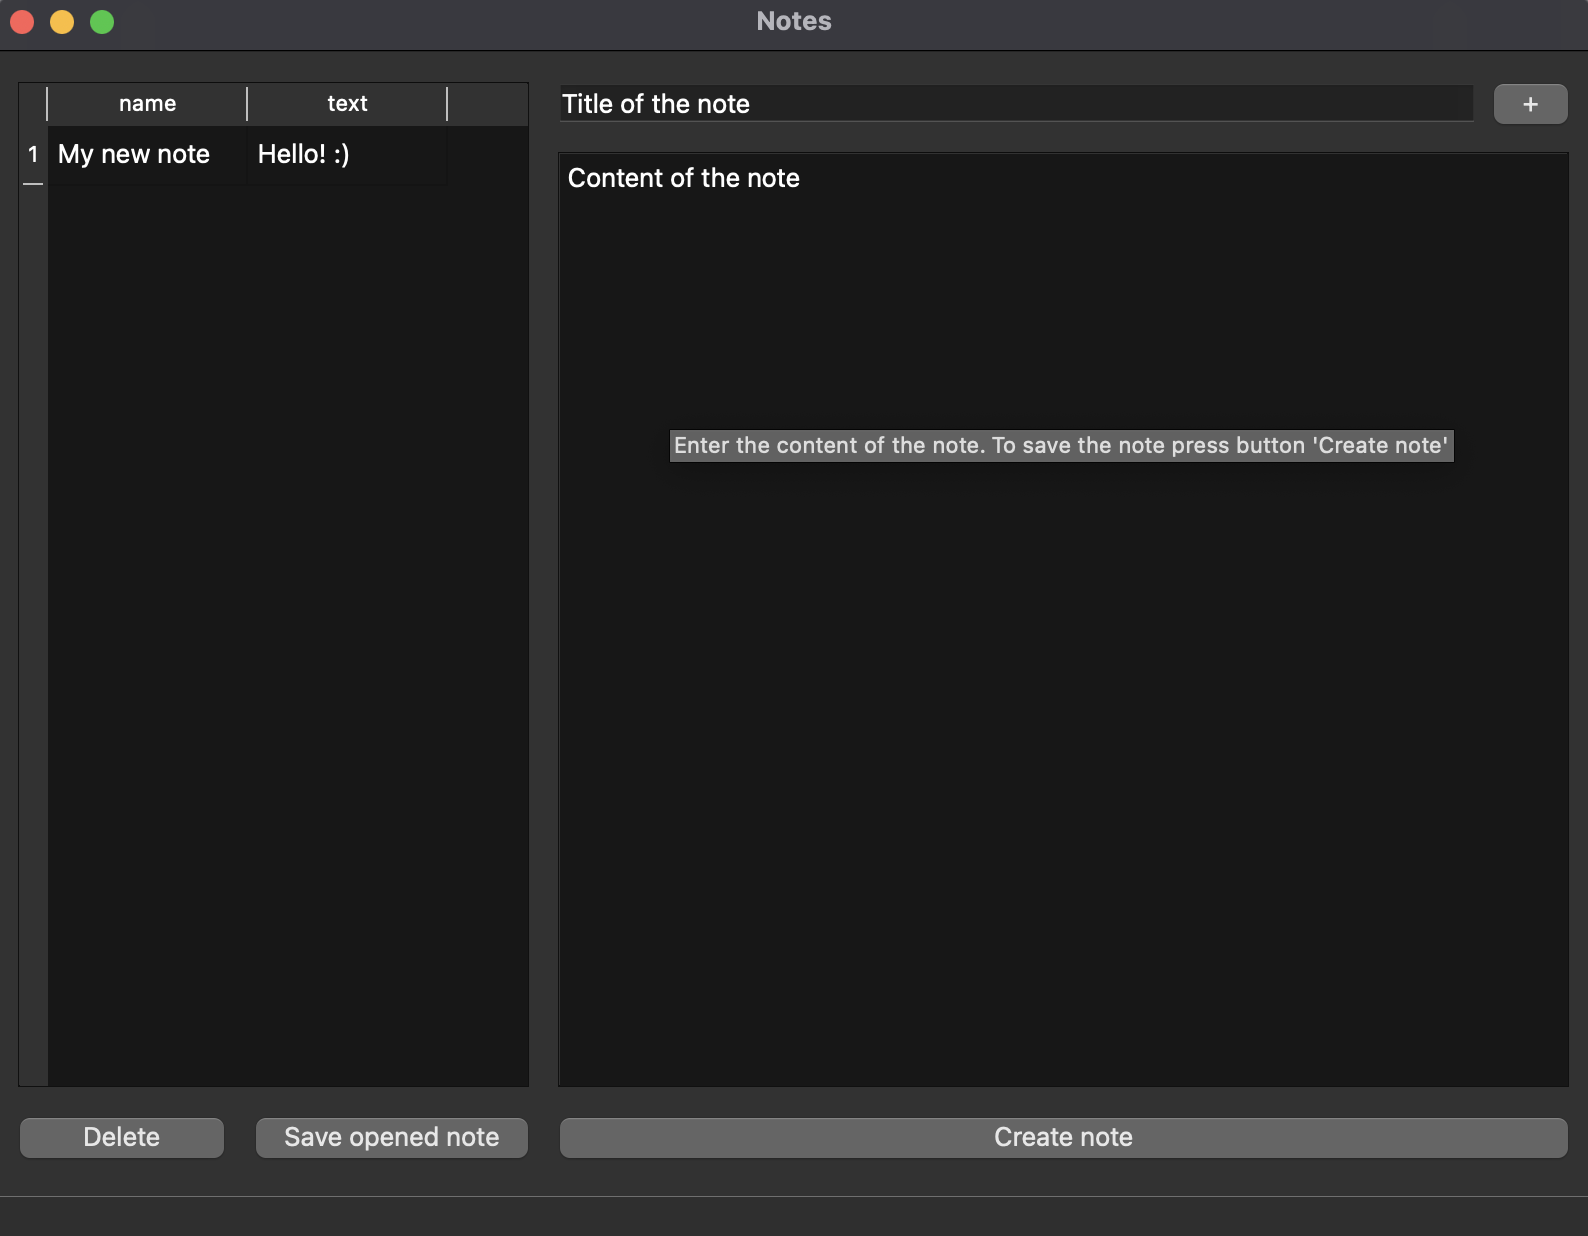 Notes
name text
1 My new note Hello! :)
Title of the note +
Content of the note
Enter the content of the note. To save the note press button 'Create note'
Delete Save opened note Create note